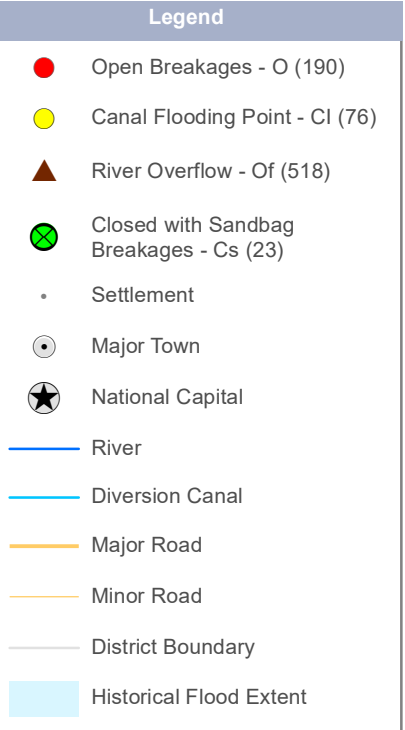 Legend
Open Breakages - O (190)
Canal Flooding Point - CI (76)
River Overflow - Of (518)
Closed with Sandbag
Breakages - Cs (23)
Settlement
Major Town
National Capital
River
Diversion Canal
Major Road
Minor Road
District Boundary
Historical Flood Extent